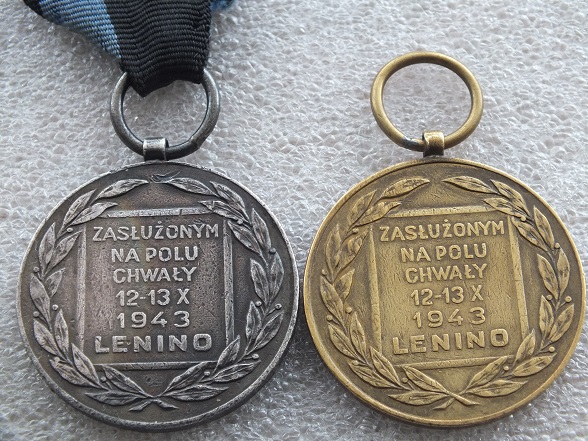 ZASŁUŻONYM
NA POLU
CHWAŁY
12-13 X
1943
LENINO
ZASŁUŻONYM
NA POLU
CHWAŁY
12-13 X
1943
LENINO